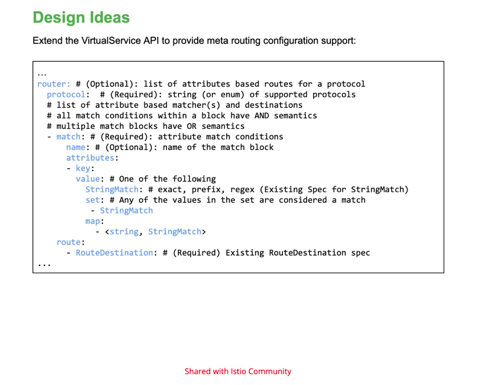 Design Ideas
Extend the VirtualService API to provide meta routing configuration support:
...
router: # (Optional): list of attributes based routes for a protocol
protocol: # (Required): string (or enum) of supported protocols
# list of attribute based matcher(s) and destinations
# all match conditions within a block have AND semantics
# multiple match blocks have OR semantics
- match: # (Required): attribute match conditions
name: # (Optional): name of the match block
attributes:
- key:
value: # One of the following
StringMatch: # exact, prefix, regex (Existing Spec for StringMatch)
set: # Any of the values in the set are considered a match
- StringMatch
map:
- <string, StringMatch>
route:
- RouteDestination: # (Required) Existing RouteDestination spec
...
Shared with Istio Community